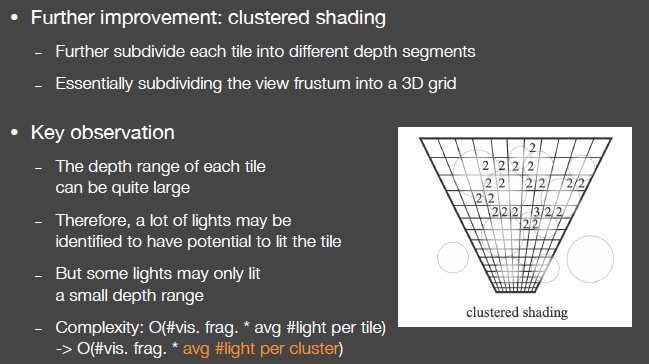 • Further improvement: clustered shading
– Further subdivide each tile into different depth segments
– Essentially subdividing the view frustum into a 3D grid
• Key observation
– The depth range of each tile
can be quite large
– Therefore, a lot of lights may be
identified to have potential to lit the tile
– But some lights may only lit
a small depth range
– Complexity: O(#vis. frag. * avg #light per tile)
-> O(#vis. frag. * avg #light per cluster)
2
2 2 2 2
2 2 2 2 2 2
2 2
2 2 2 3 2 2
2 2
clustered shading